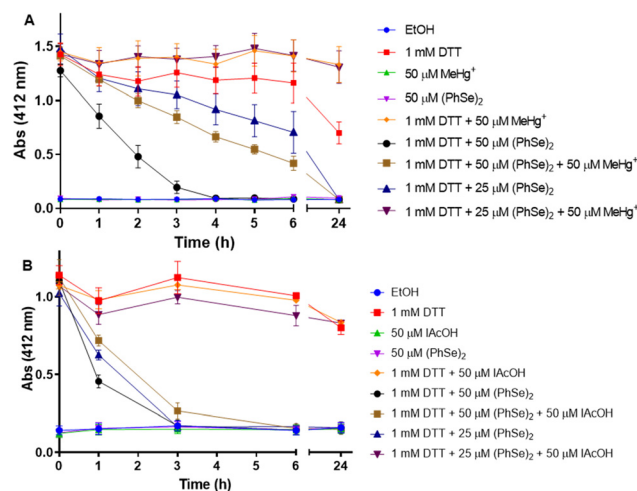 A
Abs (412 nm)
1.5
1.0
0.5
0.0
0 1 2 3 4 5 6 24
Time (h)
EtOH
1 mM DTT
50 µM MeHg⁺
50 µM (PhSe)₂
1 mM DTT + 50 µM MeHg⁺
1 mM DTT + 50 µM (PhSe)₂
1 mM DTT + 50 µM (PhSe)₂ + 50 µM MeHg⁺
1 mM DTT + 25 µM (PhSe)₂
1 mM DTT + 25 µM (PhSe)₂ + 50 µM MeHg⁺
B
Abs (412 nm)
1.0
0.5
0.0
0 1 2 3 4 5 6 24
Time (h)
EtOH
1 mM DTT
50 µM IAcOH
50 µM (PhSe)₂
1 mM DTT + 50 µM IAcOH
1 mM DTT + 50 µM (PhSe)₂
1 mM DTT + 50 µM (PhSe)₂ + 50 µM IAcOH
1 mM DTT + 25 µM (PhSe)₂
1 mM DTT + 25 µM (PhSe)₂ + 50 µM IAcOH